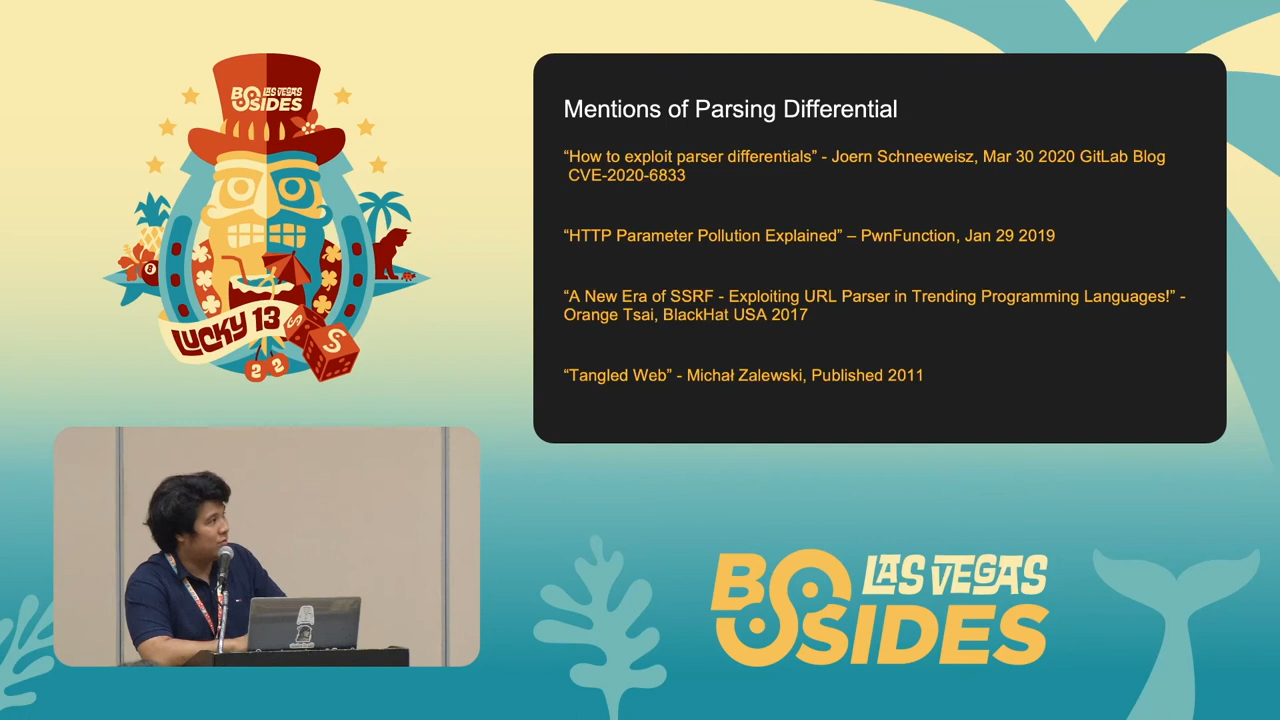 BSIDES LAS VEGAS
8
LUCKY 13
S
S
2 2
Mentions of Parsing Differential
“How to exploit parser differentials” - Joern Schneeweisz, Mar 30 2020 GitLab Blog
CVE-2020-6833
“HTTP Parameter Pollution Explained” – PwnFunction, Jan 29 2019
“A New Era of SSRF - Exploiting URL Parser in Trending Programming Languages!” -
Orange Tsai, BlackHat USA 2017
“Tangled Web” - Michał Zalewski, Published 2011
BSIDES LAS VEGAS